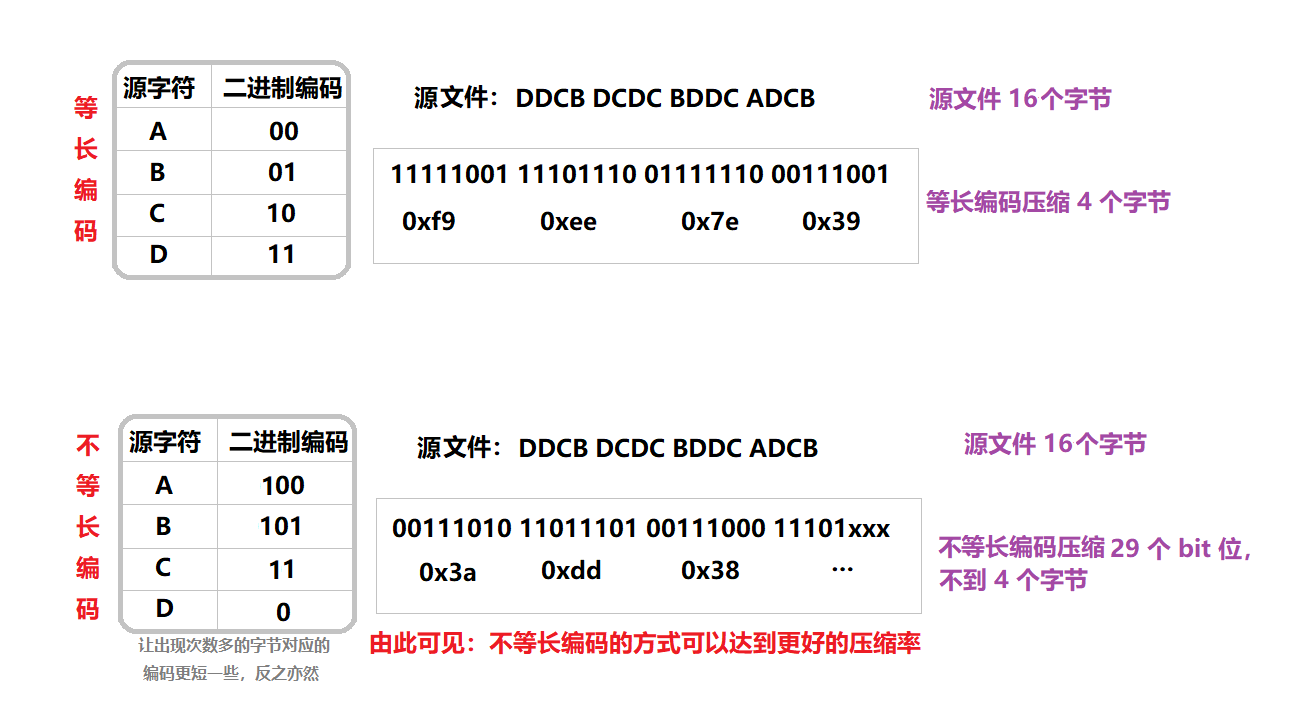 等长编码
源字符 二进制编码
A 00
B 01
C 10
D 11
源文件：DDCB DCDC BDDC ADCB
源文件 16个字节
11111001 11101110 01111110 00111001
0xf9 0xee 0x7e 0x39
等长编码压缩 4 个字节
不等长编码
源字符 二进制编码
A 100
B 101
C 11
D 0
让出现次数多的字节对应的
编码更短一些，反之亦然
源文件：DDCB DCDC BDDC ADCB
源文件 16个字节
00111010 11011101 00111000 11101xxx
0x3a 0xdd 0x38 ...
不等长编码压缩 29 个 bit 位，
不到 4 个字节
由此可见：不等长编码的方式可以达到更好的压缩率